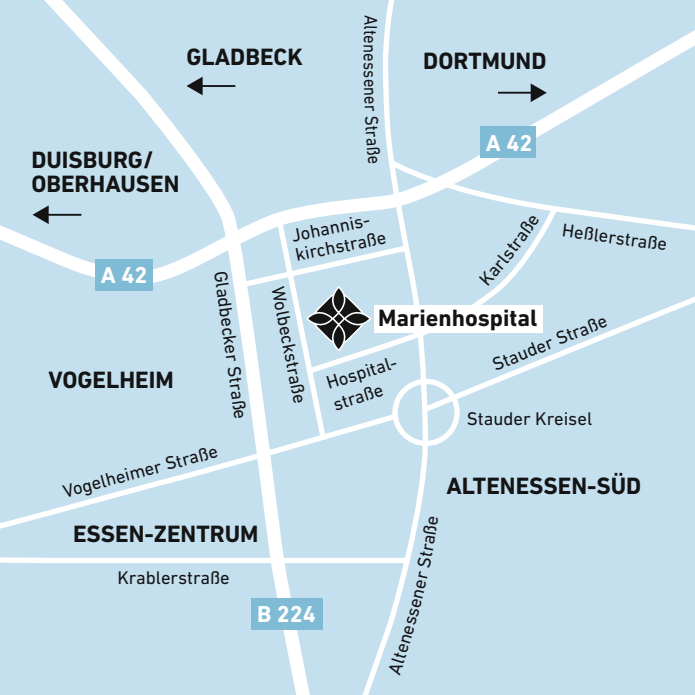 Altenessener Straße
GLADBECK
DORTMUND
A 42
DUISBURG/
OBERHAUSEN
Johannis-
kirchstraße
Karlstraße
Heßlerstraße
A 42
Gladbecker Straße
Wolbeckstraße
Marienhospital
Stauder Straße
VOGELHEIM
Hospital-
straße
Stauder Kreisel
Vogelheimer Straße
ALTENESSEN-SÜD
ESSEN-ZENTRUM
Altenessener Straße
Krablerstraße
B 224